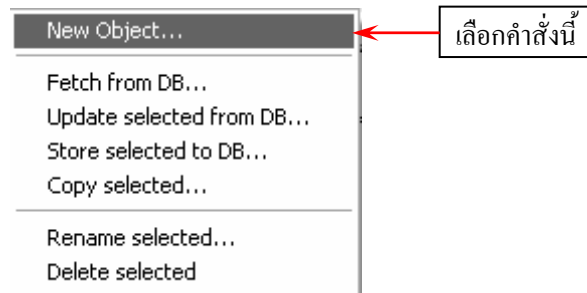 New Object...
เลือกคำสั่งนี้
Fetch from DB...
Update selected from DB...
Store selected to DB...
Copy selected...
Rename selected...
Delete selected